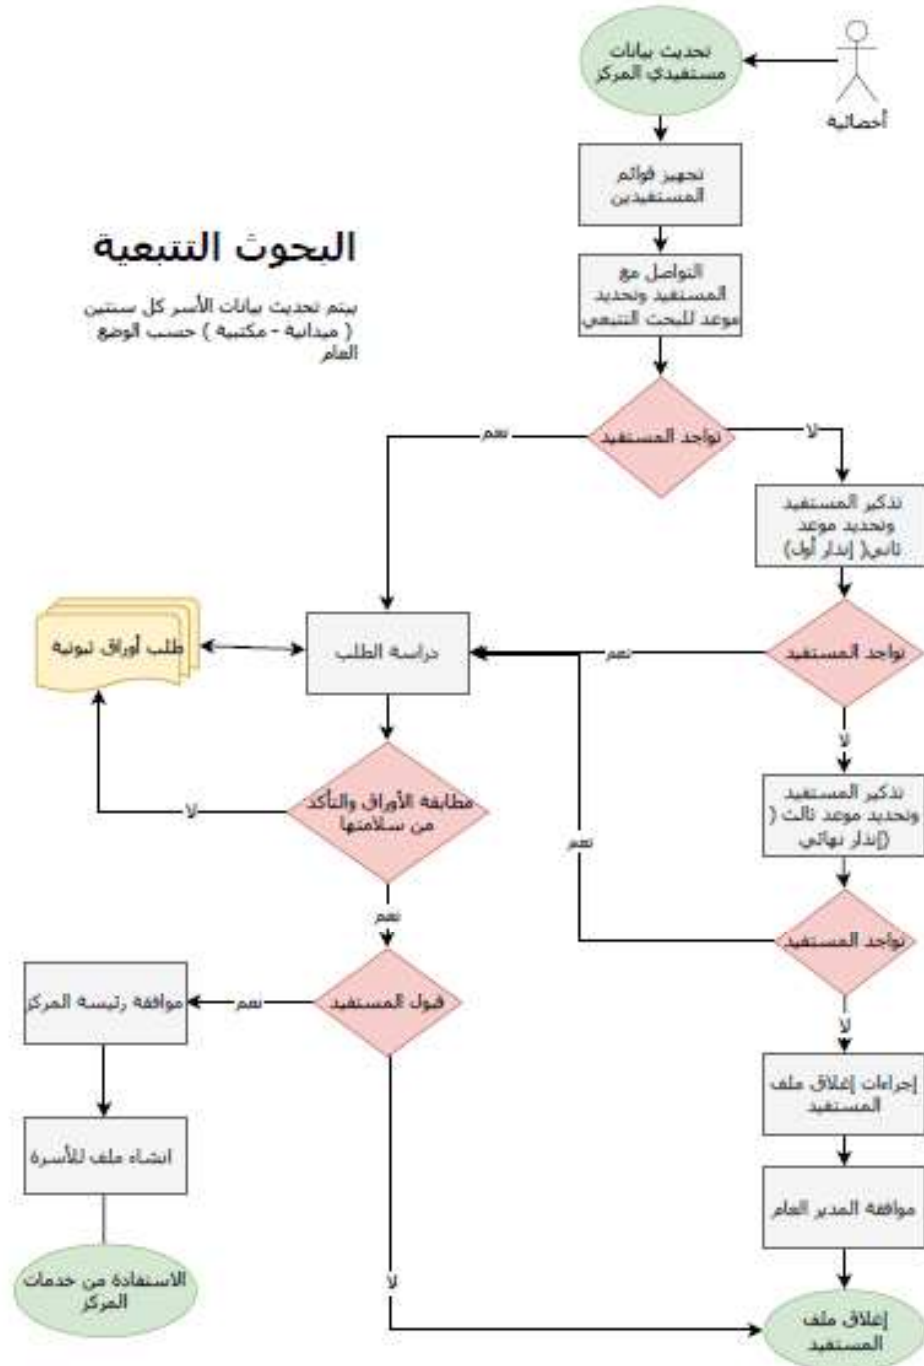 تحديث بيانات
مستفيدي المركز
أخصائية
تجهيز قوائم
المستفيدين
البحوث التتبعية
يتم تحديث بيانات الأسر كل سنتين
( ميدانية - مكتبية ) حسب الوضع
العام
التواصل مع
المستفيد وتحديد
موعد للبحث التتبعي
تواجد المستفيد
نعم
لا
تذكير المستفيد
وتحديد موعد
ثاني( إنذار أول)
تواجد المستفيد
نعم
لا
دراسة الطلب
طلب أوراق ثبوتية
تذكير المستفيد
وتحديد موعد ثالث (
(إنذار نهائي
مطابقة الأوراق والتأكد
من سلامتها
لا
نعم
نعم
تواجد المستفيد
لا
قبول المستفيد
نعم
موافقة رئيسة المركز
إجراءات إغلاق ملف
المستفيد
انشاء ملف للأسرة
موافقة المدير العام
الاستفادة من خدمات
المركز
لا
إغلاق ملف
المستفيد